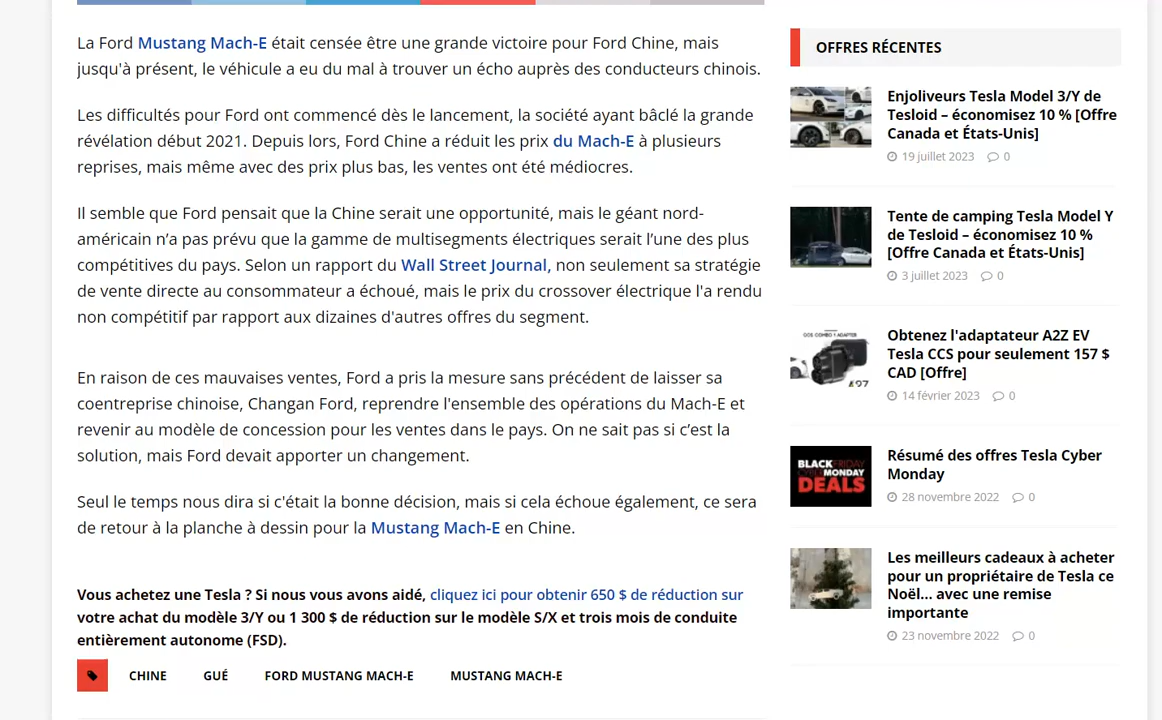 La Ford Mustang Mach-E était censée être une grande victoire pour Ford Chine, mais
jusqu'à présent, le véhicule a eu du mal à trouver un écho auprès des conducteurs chinois.
Les difficultés pour Ford ont commencé dès le lancement, la société ayant bâclé la grande
révélation début 2021. Depuis lors, Ford Chine a réduit les prix du Mach-E à plusieurs
reprises, mais même avec des prix plus bas, les ventes ont été médiocres.
Il semble que Ford pensait que la Chine serait une opportunité, mais le géant nord-
américain n’a pas prévu que la gamme de multisegments électriques serait l’une des plus
compétitives du pays. Selon un rapport du Wall Street Journal, non seulement sa stratégie
de vente directe au consommateur a échoué, mais le prix du crossover électrique l'a rendu
non compétitif par rapport aux dizaines d'autres offres du segment.
En raison de ces mauvaises ventes, Ford a pris la mesure sans précédent de laisser sa
coentreprise chinoise, Changan Ford, reprendre l'ensemble des opérations du Mach-E et
revenir au modèle de concession pour les ventes dans le pays. On ne sait pas si c’est la
solution, mais Ford devait apporter un changement.
Seul le temps nous dira si c'était la bonne décision, mais si cela échoue également, ce sera
de retour à la planche à dessin pour la Mustang Mach-E en Chine.
Vous achetez une Tesla ? Si nous vous avons aidé, cliquez ici pour obtenir 650 $ de réduction sur
votre achat du modèle 3/Y ou 1 300 $ de réduction sur le modèle S/X et trois mois de conduite
entièrement autonome (FSD).
CHINE GUÉ FORD MUSTANG MACH-E MUSTANG MACH-E
OFFRES RÉCENTES
Enjoliveurs Tesla Model 3/Y de
Tesloid – économisez 10 % [Offre
Canada et États-Unis]
19 juillet 2023 0
Tente de camping Tesla Model Y
de Tesloid – économisez 10 %
[Offre Canada et États-Unis]
3 juillet 2023 0
CCS COMBO 1 ADAPTER
Obtenez l'adaptateur A2Z EV
Tesla CCS pour seulement 157 $
CAD [Offre]
14 février 2023 0
BLACK FRIDAY
CYBER MONDAY
DEALS
Résumé des offres Tesla Cyber
Monday
28 novembre 2022 0
Les meilleurs cadeaux à acheter
pour un propriétaire de Tesla ce
Noël… avec une remise
importante
23 novembre 2022 0